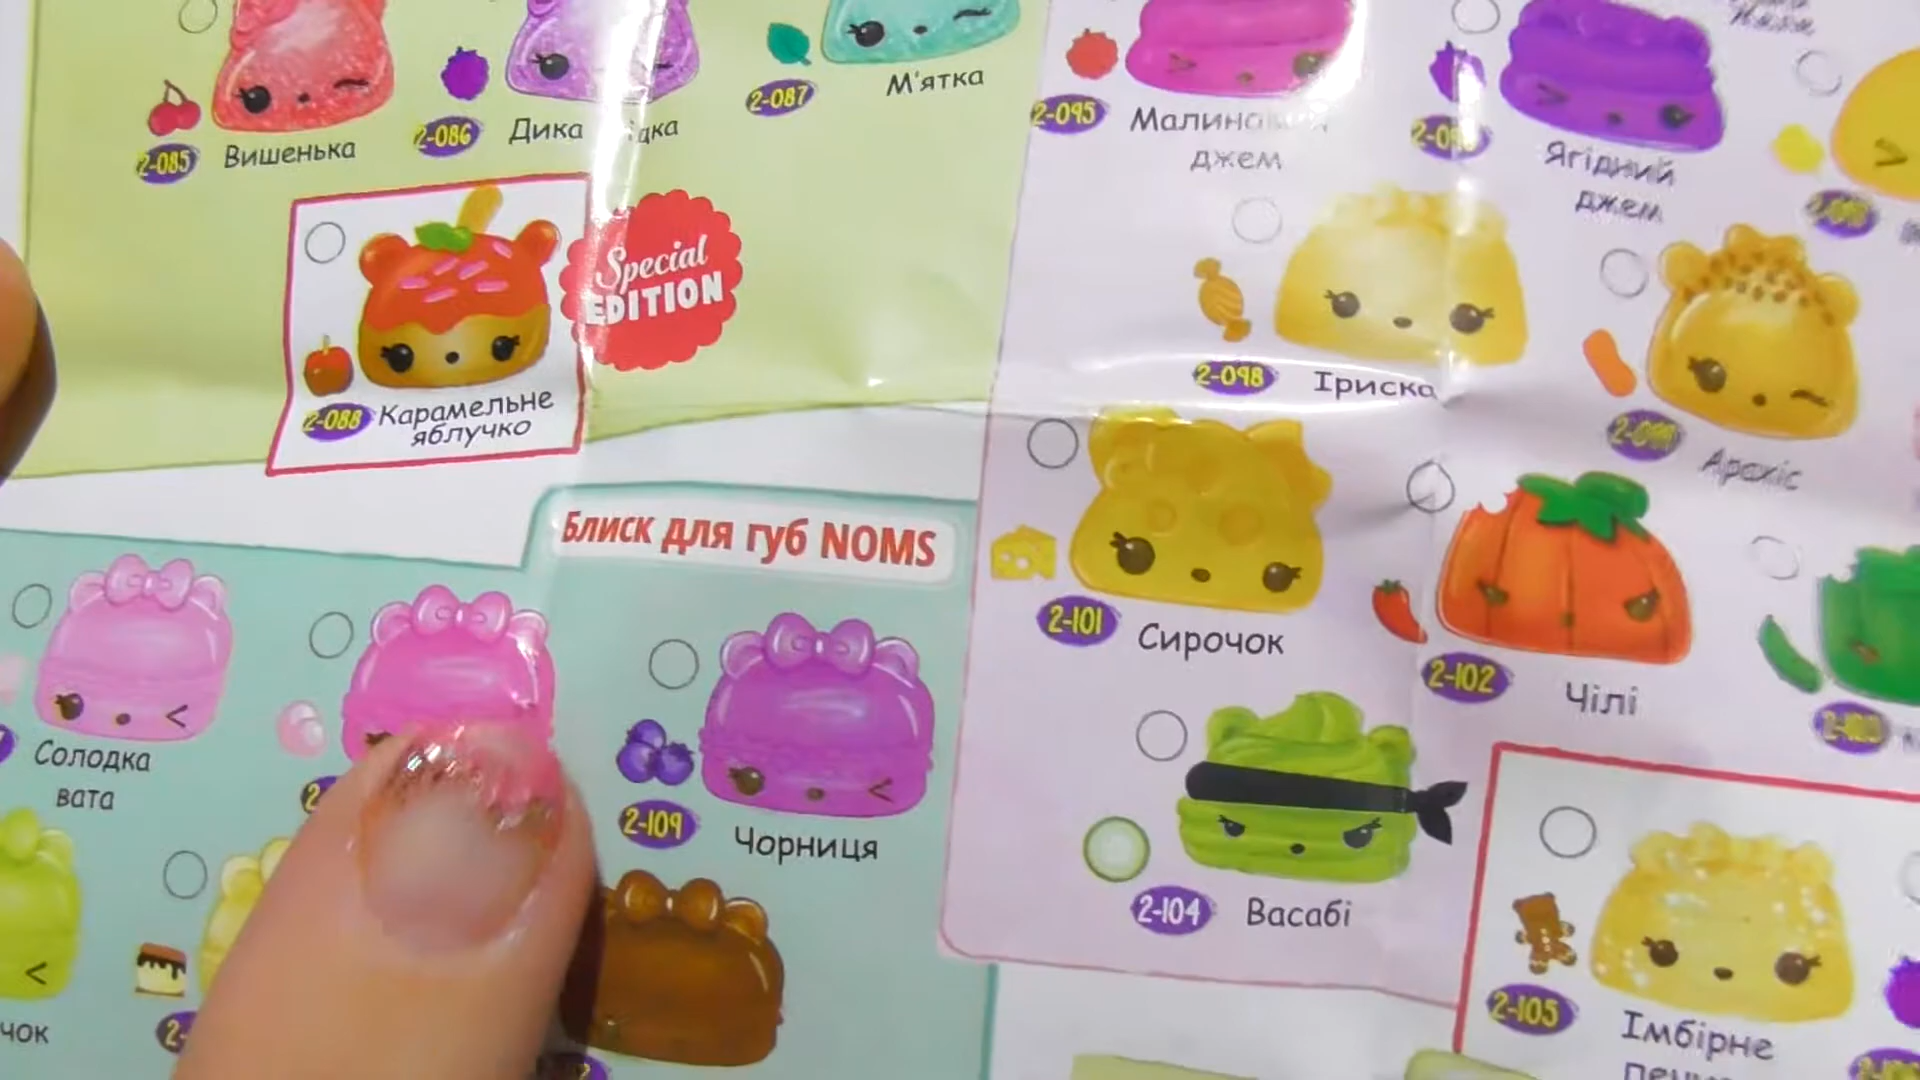 2-085 Вишенька
2-086 Дика
2-087
М'ятка
2-088 Карамельне
яблучко
Special
EDITION
2-095
джем
Ягідний
джем
2-098 Іриска
Арахіс
2-101
Сирочок
2-102
Чілі
2-104 Васабі
2-105
Імбірне
Блиск для губ NOMS
Солодка
вата
2-109
Чорниця